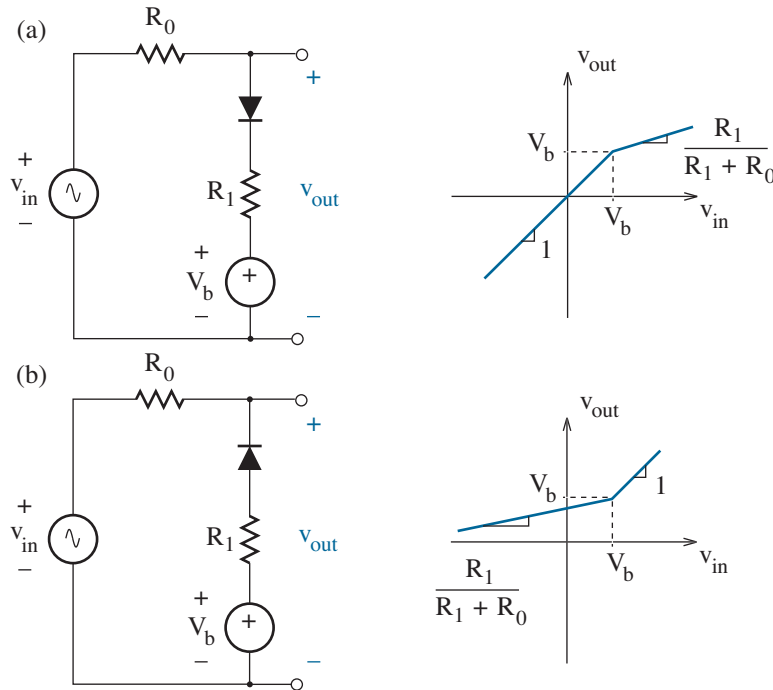 (a)
R0
+
vin
−
R1
+
Vb
−
+
+
vout
−
vout
Vb
Vb
vin
1
R1
R1 + R0
(b)
R0
+
vin
−
R1
+
Vb
−
+
+
vout
−
vout
Vb
Vb
vin
1
R1
R1 + R0